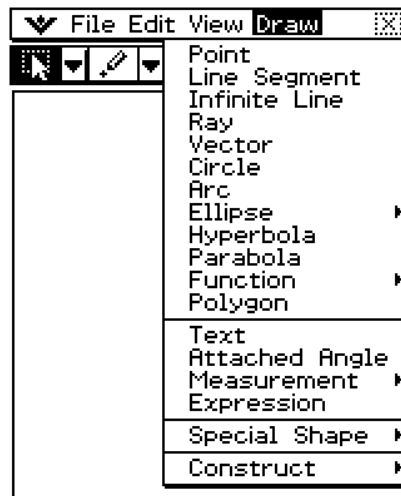 File Edit View Draw
Point
Line Segment
Infinite Line
Ray
Vector
Circle
Arc
Ellipse
Hyperbola
Parabola
Function
Polygon
Text
Attached Angle
Measurement
Expression
Special Shape
Construct